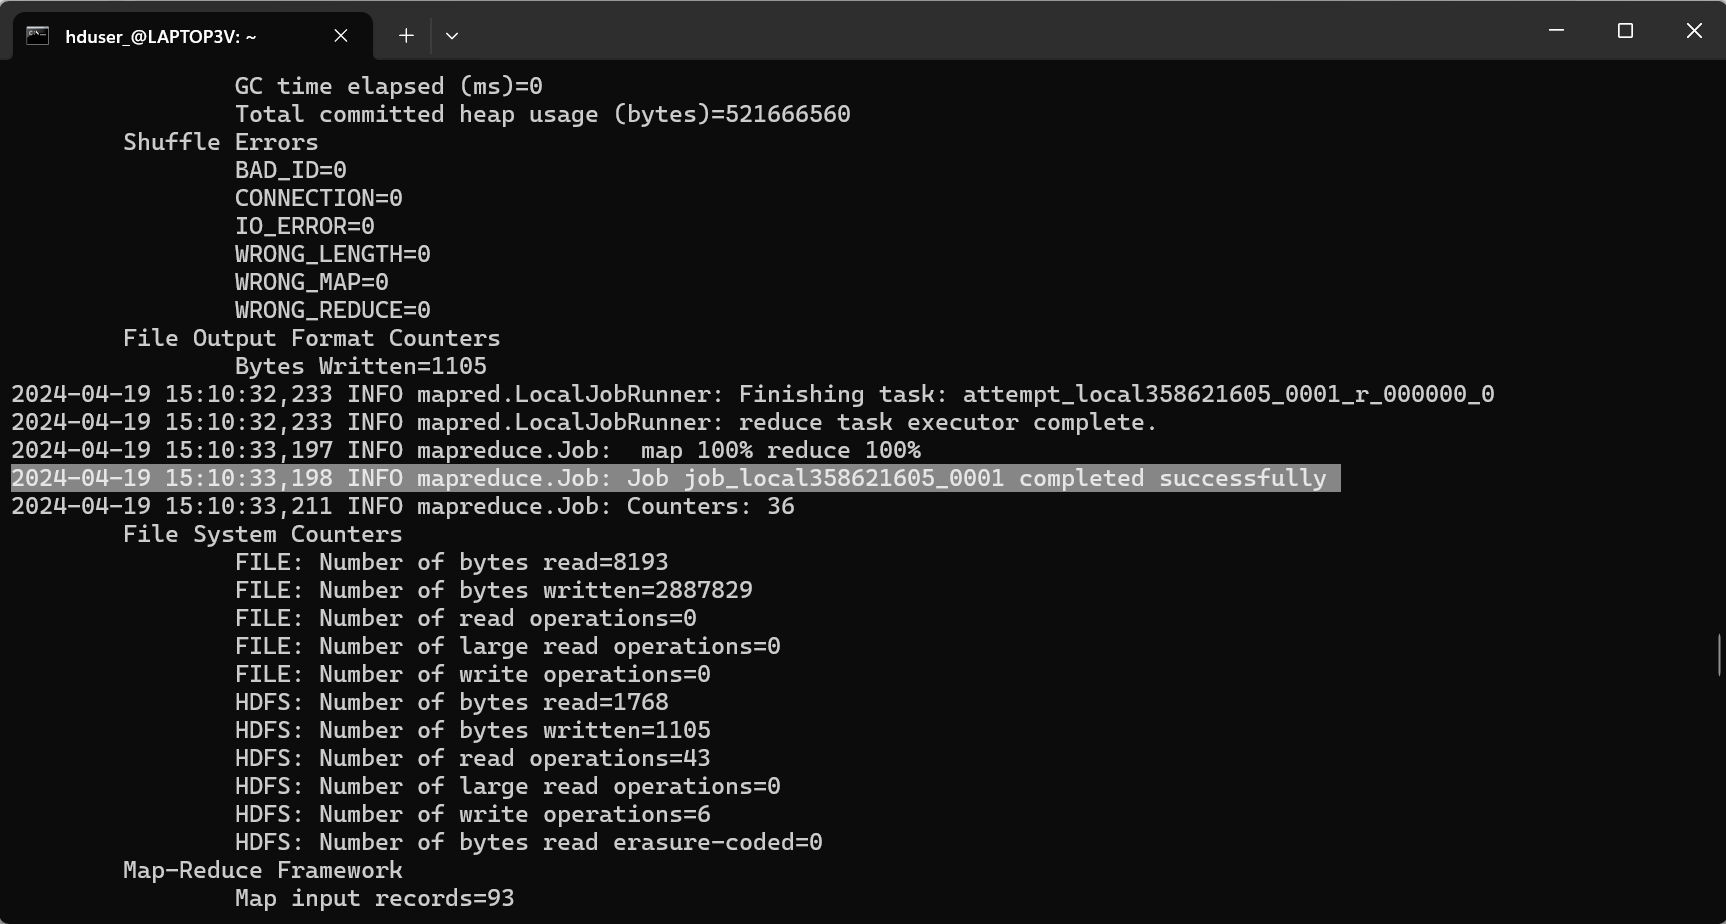 hduser_@LAPTOP3V: ~
GC time elapsed (ms)=0
Total committed heap usage (bytes)=521666560
Shuffle Errors
BAD_ID=0
CONNECTION=0
IO_ERROR=0
WRONG_LENGTH=0
WRONG_MAP=0
WRONG_REDUCE=0
File Output Format Counters
Bytes Written=1105
2024-04-19 15:10:32,233 INFO mapred.LocalJobRunner: Finishing task: attempt_local358621605_0001_r_000000_0
2024-04-19 15:10:32,233 INFO mapred.LocalJobRunner: reduce task executor complete.
2024-04-19 15:10:33,197 INFO mapreduce.Job:  map 100% reduce 100%
2024-04-19 15:10:33,198 INFO mapreduce.Job: Job job_local358621605_0001 completed successfully
2024-04-19 15:10:33,211 INFO mapreduce.Job: Counters: 36
File System Counters
FILE: Number of bytes read=8193
FILE: Number of bytes written=2887829
FILE: Number of read operations=0
FILE: Number of large read operations=0
FILE: Number of write operations=0
HDFS: Number of bytes read=1768
HDFS: Number of bytes written=1105
HDFS: Number of read operations=43
HDFS: Number of large read operations=0
HDFS: Number of write operations=6
HDFS: Number of bytes read erasure-coded=0
Map-Reduce Framework
Map input records=93